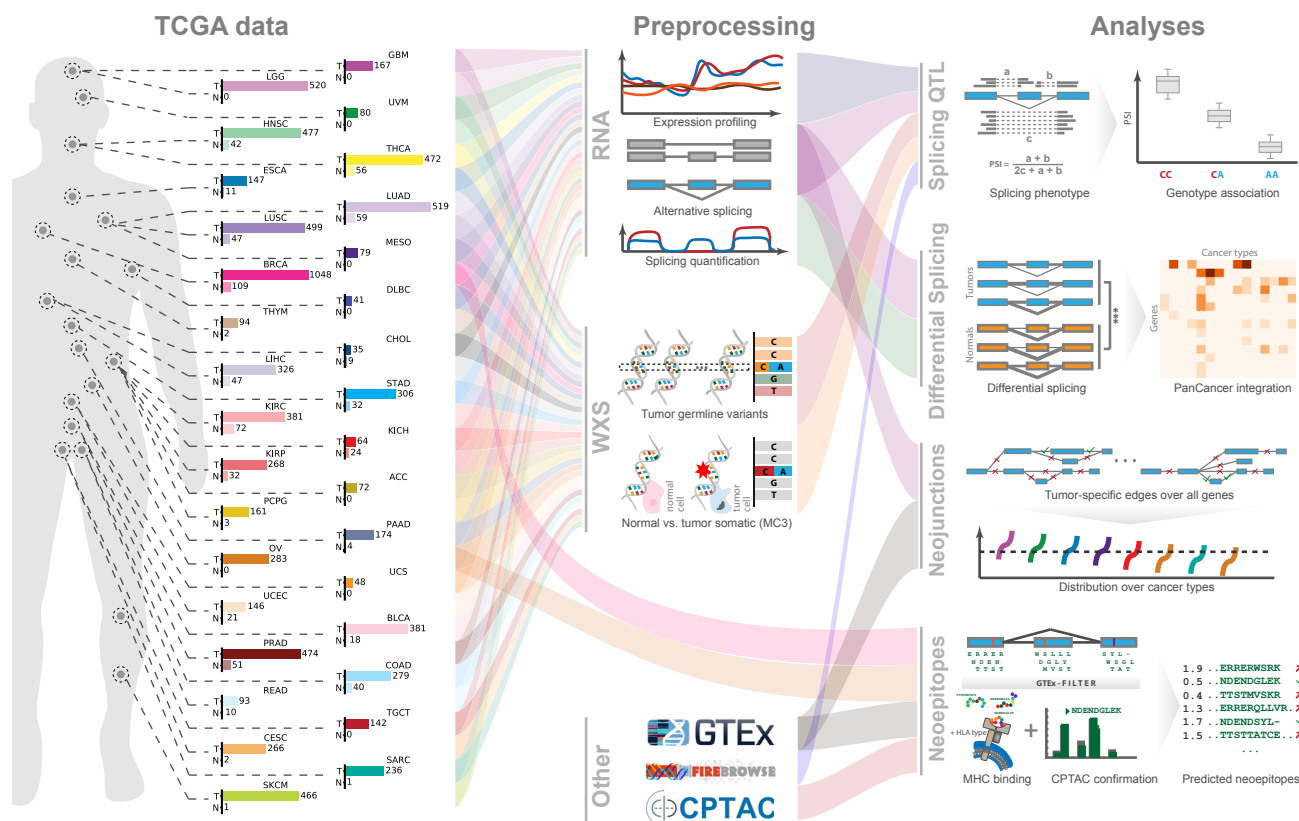 TCGA data
Preprocessing
Analyses
GBM
T 167
N 0
LGG
T 520
N 0
UVM
T 80
N 0
HNSC
T 477
N 42
THCA
T 472
N 56
ESCA
T 147
N 11
LUAD
T 519
N 59
LUSC
T 499
N 47
MESO
T 79
N 0
BRCA
T 1048
N 109
DLBC
T 41
N 0
THYM
T 94
N 2
CHOL
T 35
N 9
LIHC
T 326
N 47
STAD
T 306
N 32
KIRC
T 381
N 72
KICH
T 64
N 24
KIRP
T 268
N 32
ACC
T 72
N 0
PCPG
T 161
N 3
PAAD
T 174
N 4
OV
T 283
N 0
UCS
T 48
N 0
UCEC
T 146
N 21
BLCA
T 381
N 18
PRAD
T 474
N 51
COAD
T 279
N 40
READ
T 93
N 10
TGCT
T 142
N 0
CESC
T 266
N 2
SARC
T 236
N 1
SKCM
T 466
N 1
RNA
Expression profiling
Alternative splicing
Splicing quantification
WXS
C
C
C A
G
T
Tumor germline variants
normal cell
tumor cell
C
C
C A
G
T
Normal vs. tumor somatic (MC3)
Other
GTEx
FIREBROWSE
CPTAC
Splicing QTL
a b
c
PSI = a + b / 2c + a + b
Splicing phenotype
PSI
CC CA AA
Genotype association
Differential Splicing
Tumors
Normals
***
Differential splicing
Cancer types
Genes
PanCancer integration
Neojunctions
...
Tumor-specific edges over all genes
Distribution over cancer types
Neoepitopes
E R R E R W S L L L S Y L -
N D E N D G L Y W S G L
T T S T M V S T T A T
GTEx-FILTER
+ HLA type
MHC binding
+
NDENDGLEK
CPTAC confirmation
1.9 ..ERRERWSRK ✗
0.5 ..NDENDGLEK ✓
0.4 ..TTSTMVSKR ✗
1.3 ..ERRERQLLVR. ✗
1.7 ..NDENDSYL- ✓
1.5 ..TTSTTATCE.. ✗
...
Predicted neoepitopes